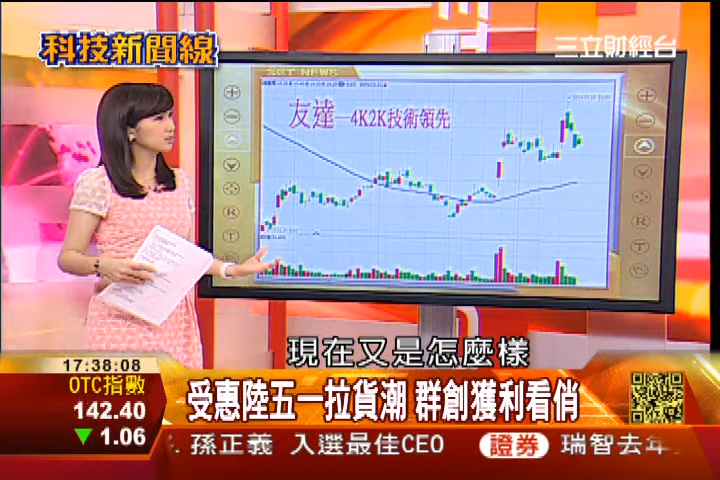 科技新聞線
三立財經台
SET NEWS
友達—4K2K技術領先
R
T
R
T
現在又是怎麼樣
17:38:08
OTC指數
142.40
▼1.06
受惠陸五一拉貨潮 群創獲利看俏
孫正義 入選最佳CEO 證券 瑞智去年